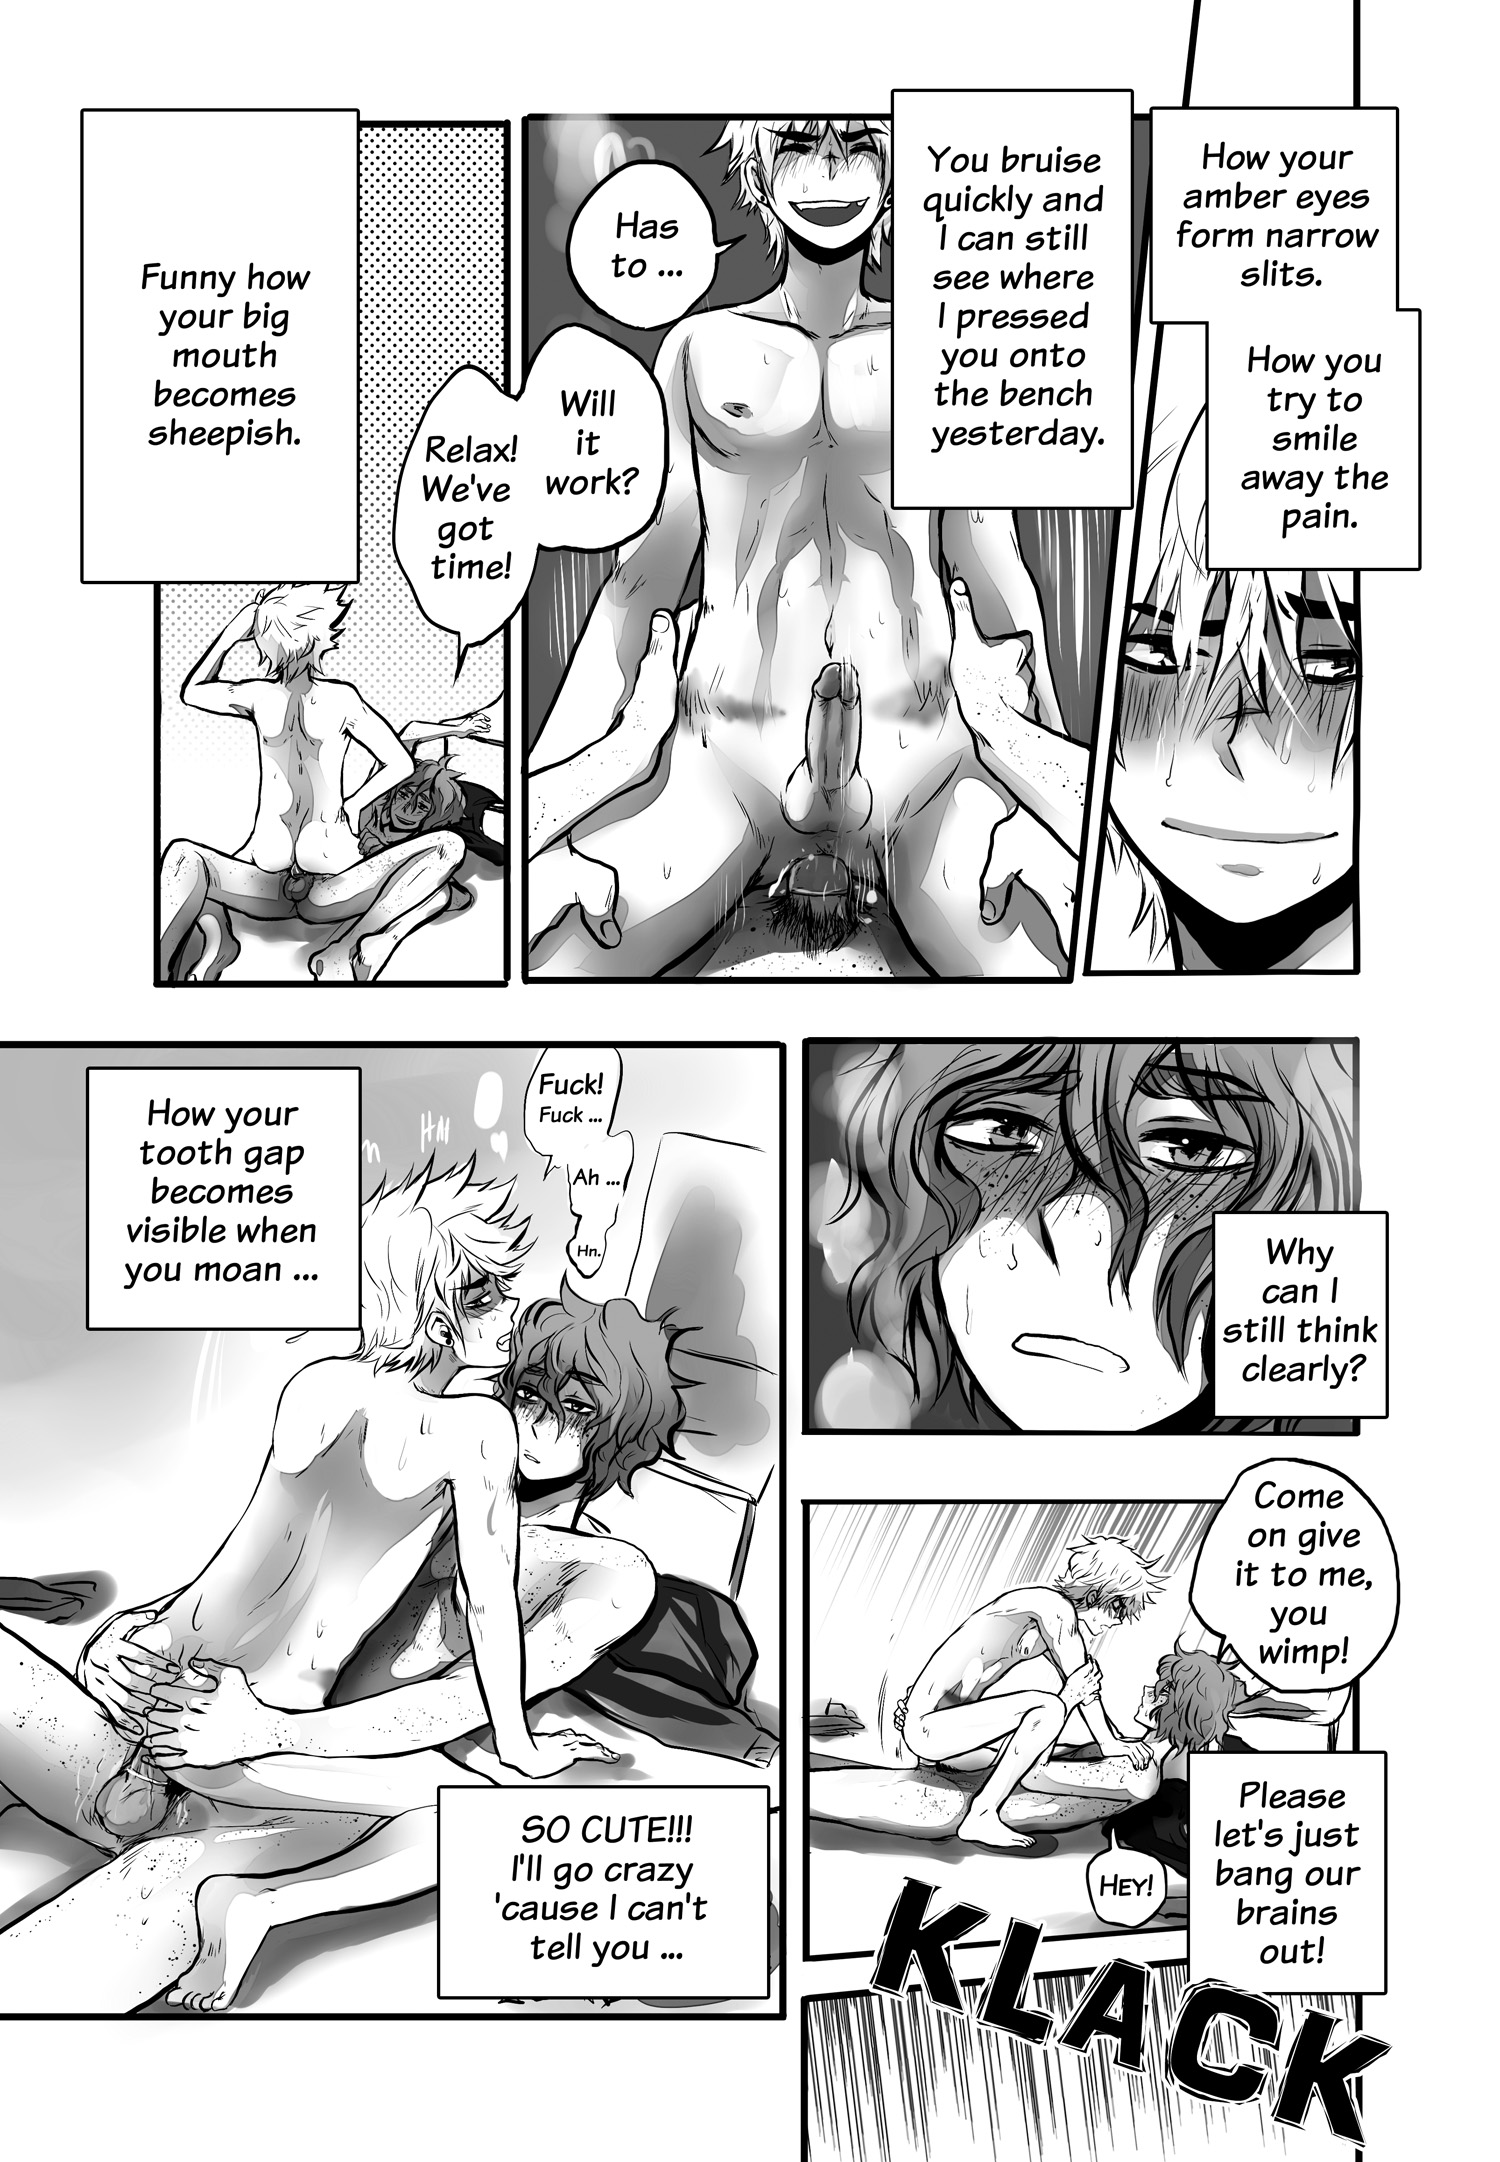 How your
amber eyes
form narrow
slits.
How you
try to
smile
away the
pain.
You bruise
quickly and
I can still
see where
I pressed
you onto
the bench
yesterday.
Has
to ...
Will
it
work?
Relax!
We've
got
time!
Funny how
your big
mouth
becomes
sheepish.
Why
can I
still think
clearly?
Come
on give
it to me,
you
wimp!
HEY!
Please
let's just
bang our
brains
out!
KLACK
Fuck!
Fuck ...
Ah ...
Hn.
How your
tooth gap
becomes
visible when
you moan ...
SO CUTE!!!
I'll go crazy
'cause I can't
tell you ...